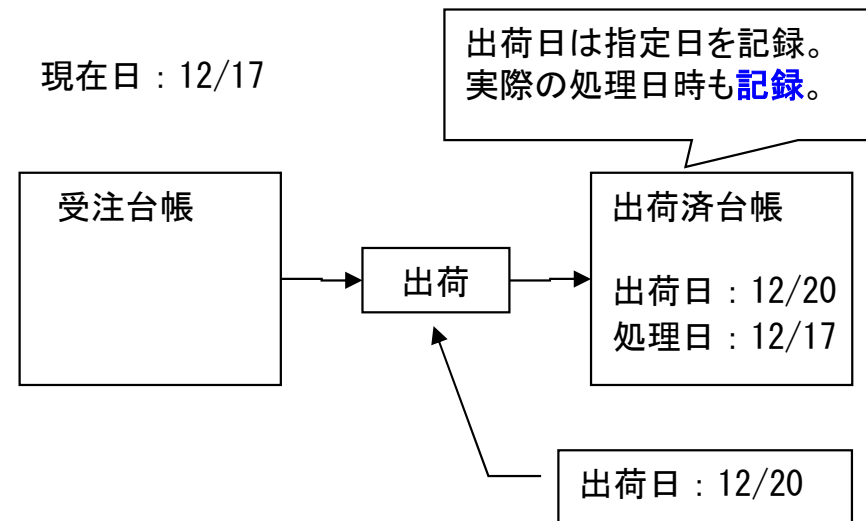 現在日：12/17
出荷日は指定日を記録。
実際の処理日時も記録。
受注台帳
出荷
出荷済台帳
出荷日：12/20
処理日：12/17
出荷日：12/20